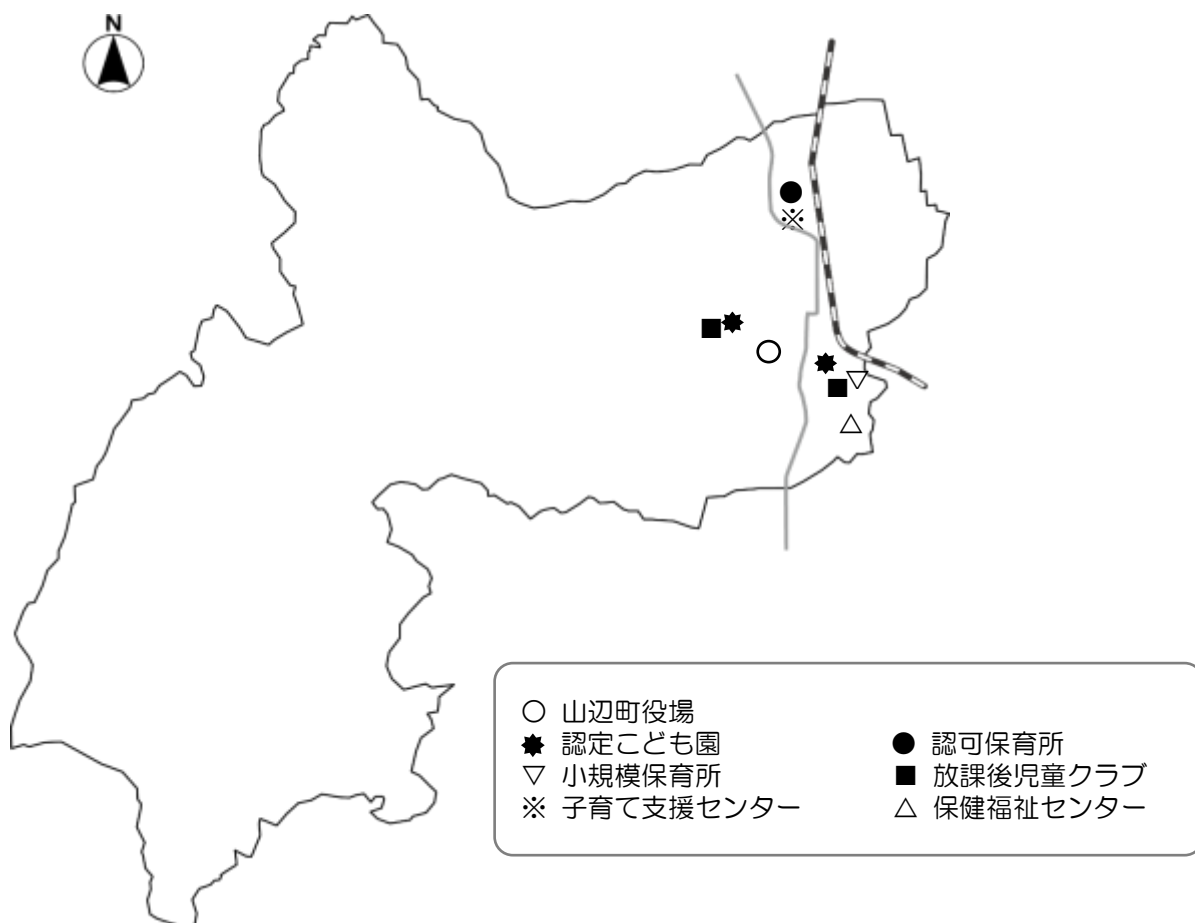 N
○ 山辺町役場
✸ 認定こども園
● 認可保育所
▽ 小規模保育所
■ 放課後児童クラブ
※ 子育て支援センター
△ 保健福祉センター